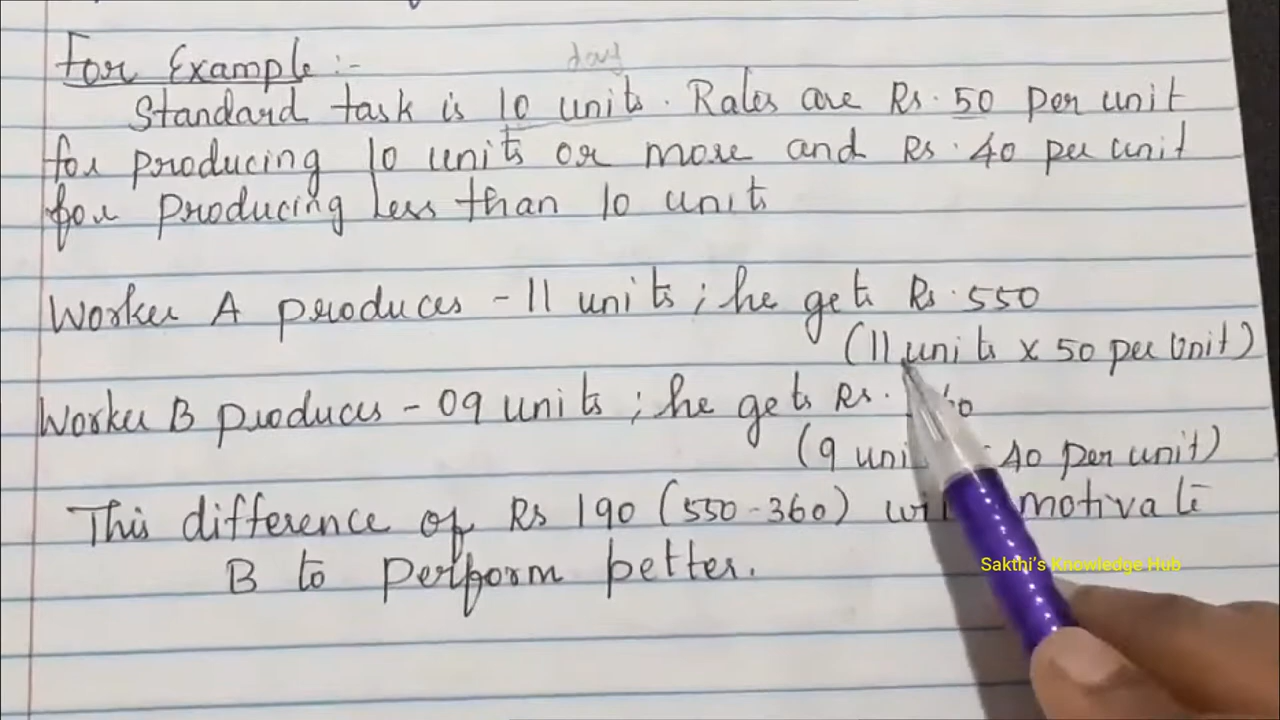 For Example :-
day
Standard task is 10 units. Rates are Rs. 50 per unit
for producing 10 units or more and Rs. 40 per unit
for producing less than 10 unit
Worker A produces - 11 units ; he gets Rs. 550
(11 units x 50 per unit)
Worker B produces - 09 units ; he gets Rs.
(9 40 per unit)
This difference of Rs 190 (550-360) motivate
B to perform better.
Sakthi's Knowledge Hub